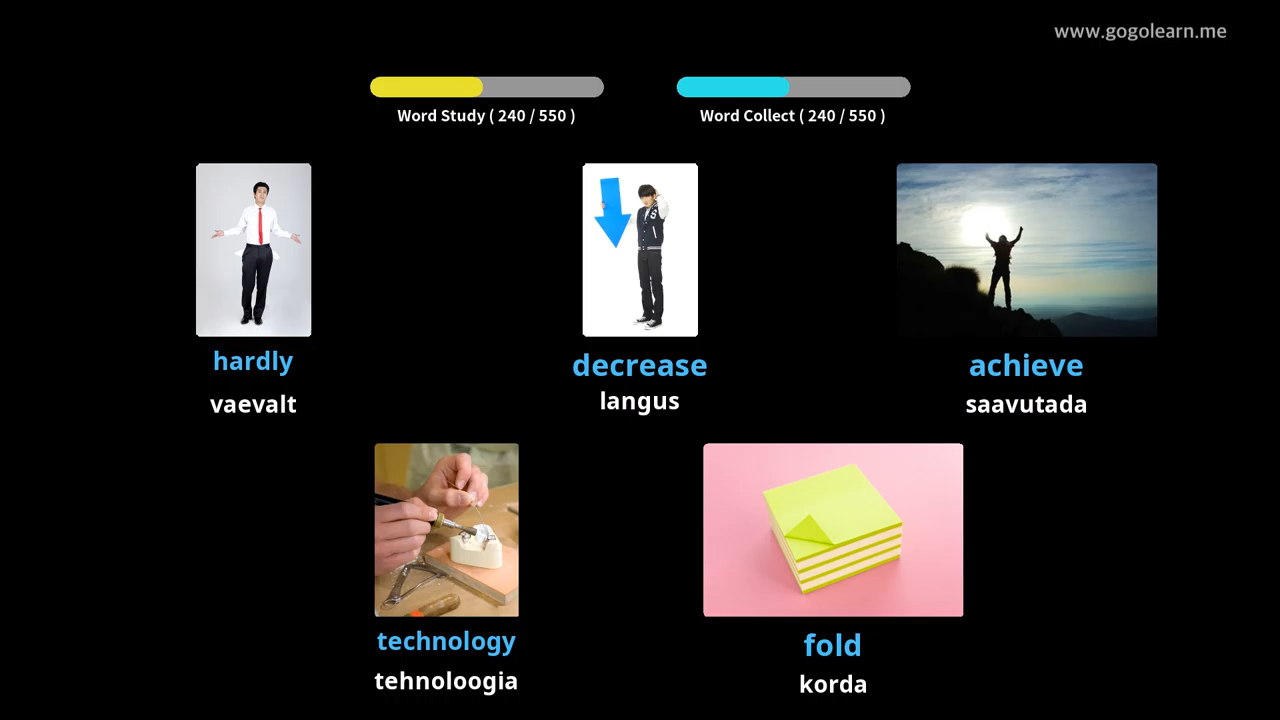 www.gogolearn.me
Word Study ( 240 / 550 )
Word Collect ( 240 / 550 )
hardly
vaevalt
decrease
langus
achieve
saavutada
technology
tehnoloogia
fold
korda